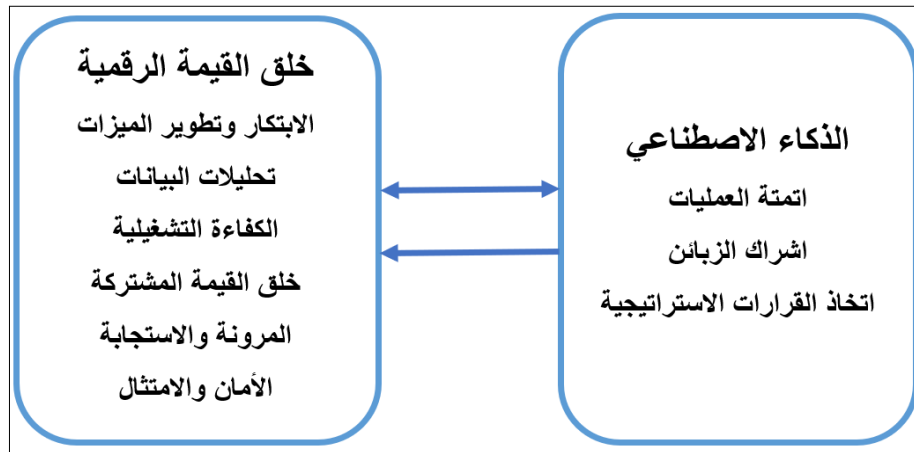 الذكاء الاصطناعي
اتمتة العمليات
اشراك الزبائن
اتخاذ القرارات الاستراتيجية
خلق القيمة الرقمية
الابتكار وتطوير الميزات
تحليلات البيانات
الكفاءة التشغيلية
خلق القيمة المشتركة
المرونة والاستجابة
الأمان والامتثال